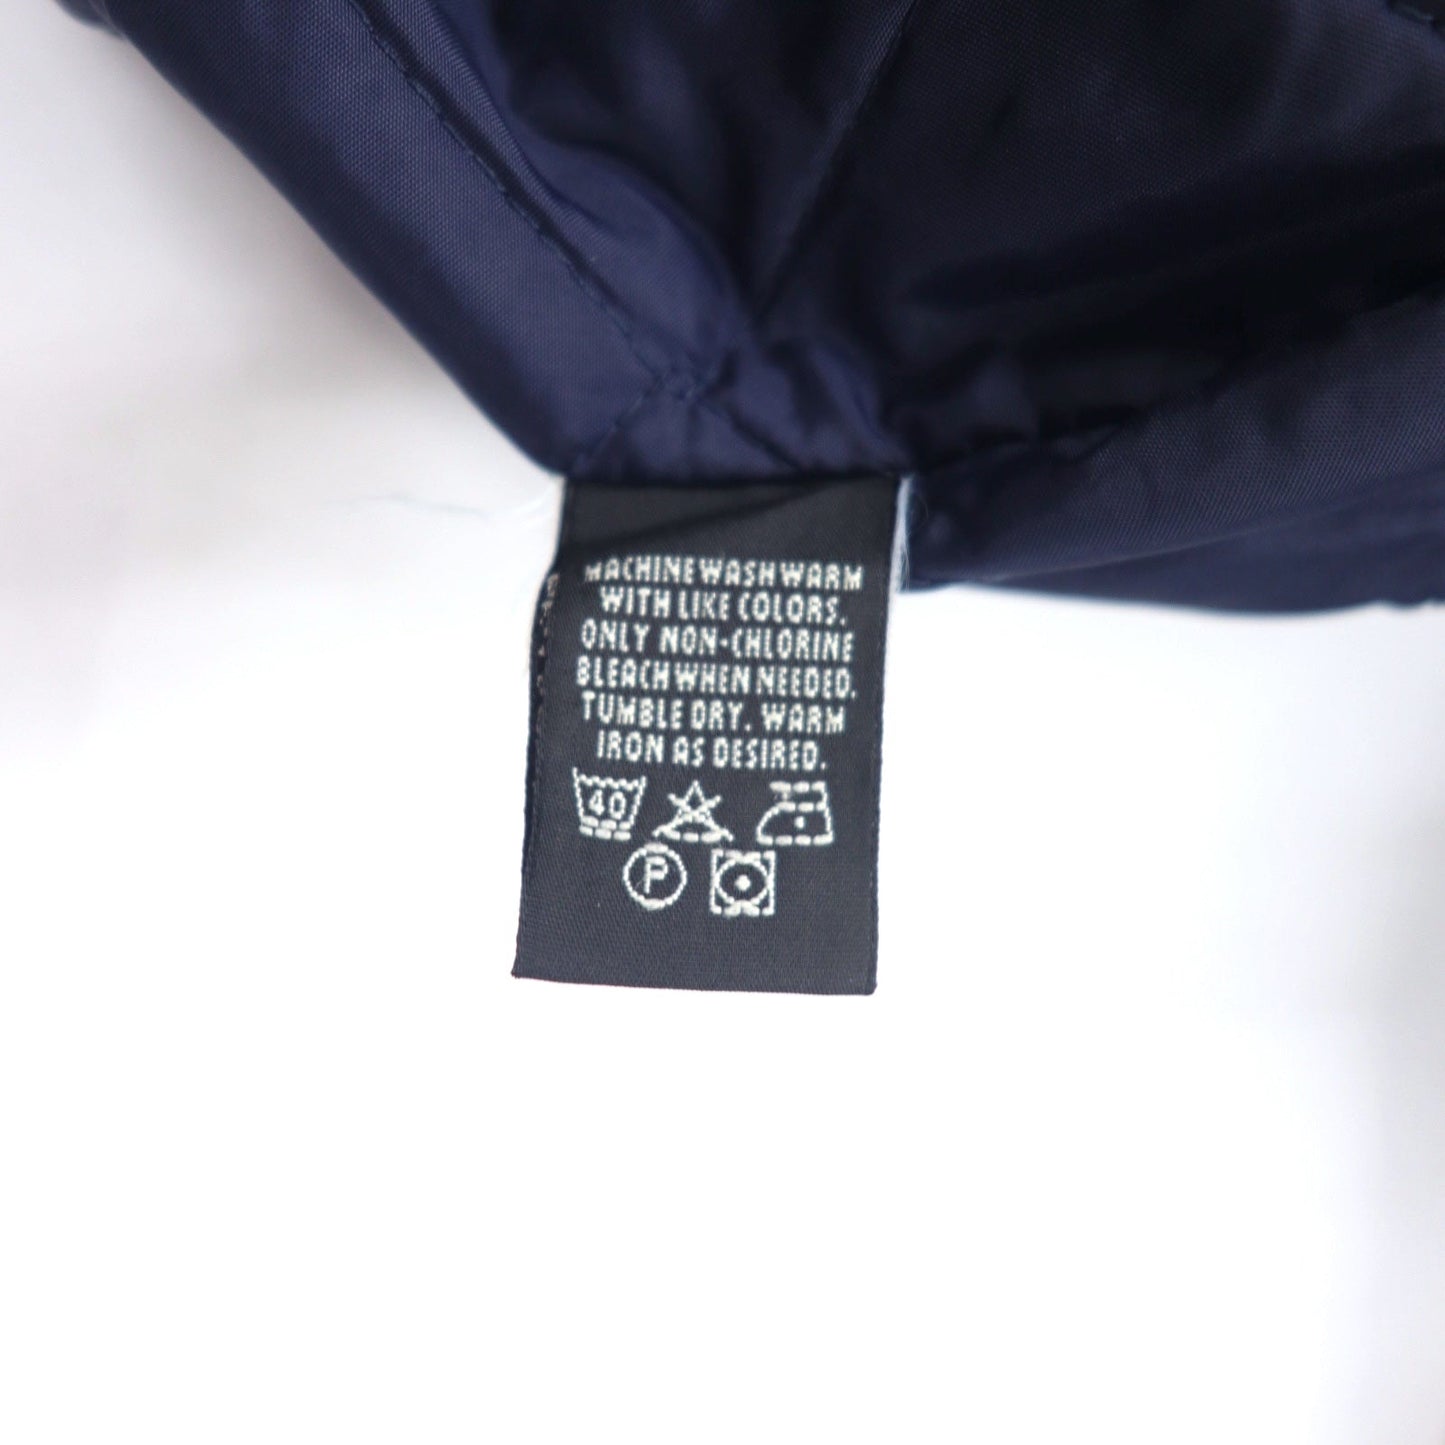 MACHINE WASH WARM
WITH LIKE COLORS.
ONLY NON-CHLORINE
BLEACH WHEN NEEDED.
TUMBLE DRY. WARM
IRON AS DESIRED.
40
P